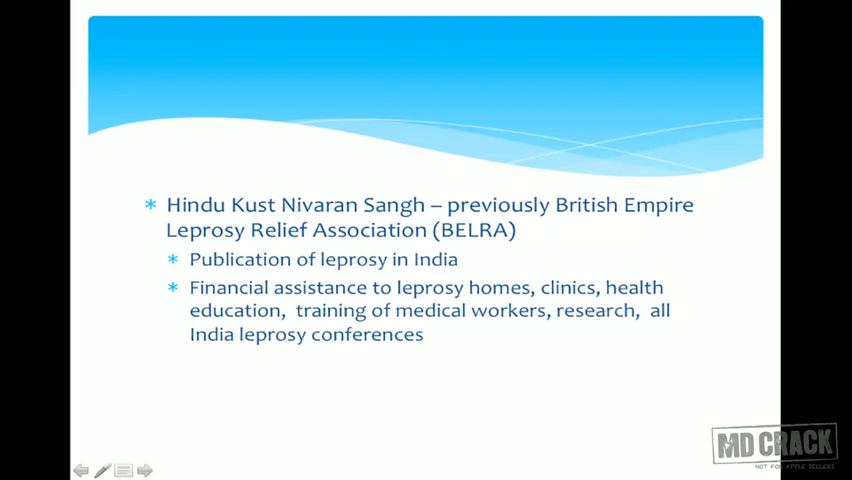 * Hindu Kust Nivaran Sangh – previously British Empire
Leprosy Relief Association (BELRA)
* Publication of leprosy in India
* Financial assistance to leprosy homes, clinics, health
education, training of medical workers, research, all
India leprosy conferences
MD CRACK
NOT FOR APPLE SELLERS